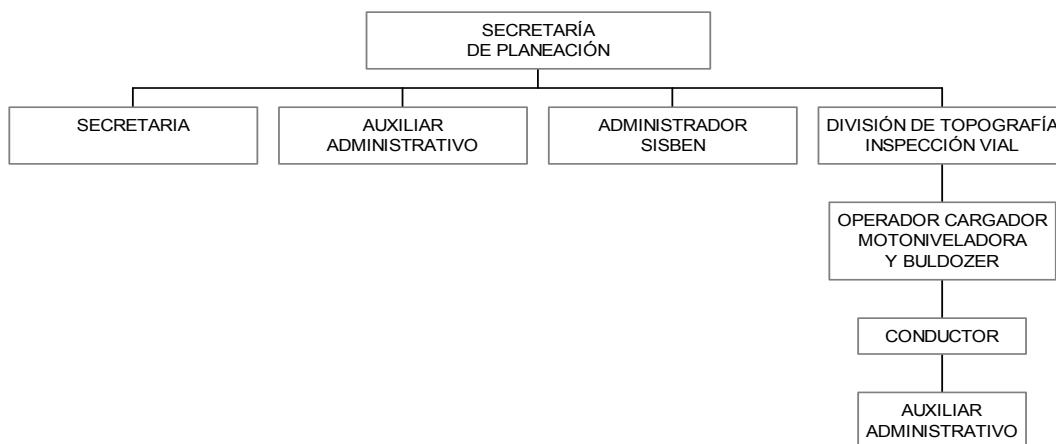 SECRETARÍA
DE PLANEACIÓN
SECRETARIA
AUXILIAR
ADMINISTRATIVO
ADMINISTRADOR
SISBEN
DIVISIÓN DE TOPOGRAFÍA
INSPECCIÓN VIAL
OPERADOR CARGADOR
MOTONIVELADORA
Y BULDOZER
CONDUCTOR
AUXILIAR
ADMINISTRATIVO